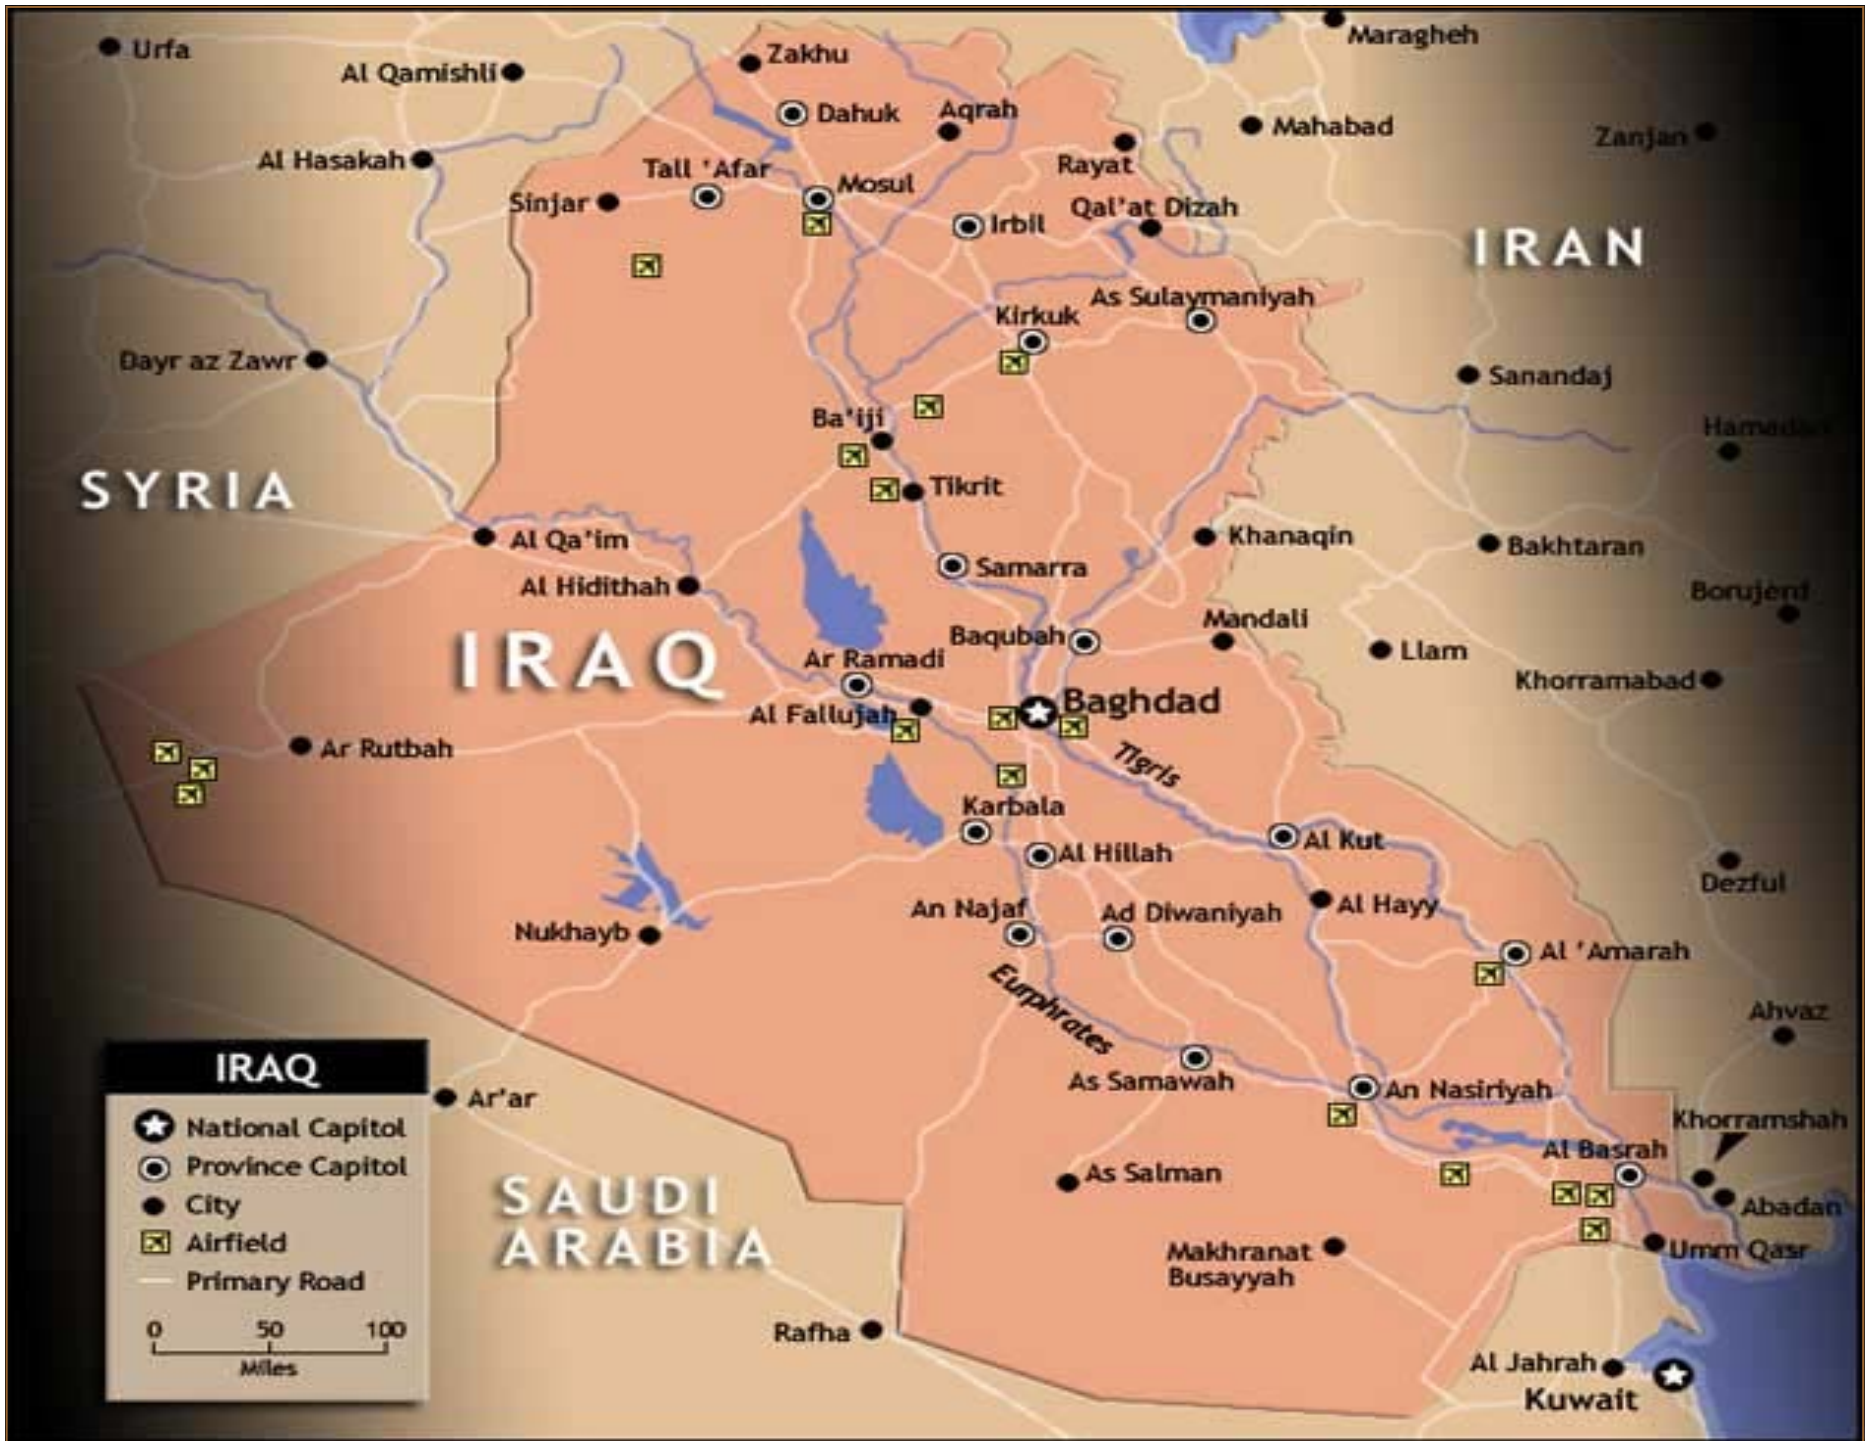 Urfa
Al Qamishli
Zakhu
Maragheh
Dahuk
Aqrah
Mahabad
Zanjan
Al Hasakah
Rayat
Tall 'Afar
Mosul
Sinjar
Irbil
Qal'at Dizah
IRAN
As Sulaymaniyah
Kirkuk
Dayr az Zawr
Sanandaj
Ba'iji
Hamadan
SYRIA
Tikrit
Al Qa'im
Khanaqin
Bakhtaran
Samarra
Al Hidithah
Borujerd
Mandali
Baqubah
IRAQ
Ar Ramadi
Llam
Khorramabad
Baghdad
Al Fallujah
Ar Rutbah
Tigris
Karbala
Al Kut
Al Hillah
Dezful
An Najaf
Ad Diwaniyah
Al Hayy
Nukhayb
Al 'Amarah
Eurphrates
Ahvaz
IRAQ
As Samawah
An Nasiriyah
Ar'ar
National Capitol
Khorramshah
Al Basrah
Province Capitol
As Salman
SAUDI
ARABIA
City
Abadan
Airfield
Makhranat
Busayyah
Umm Qasr
Primary Road
0 50 100
Miles
Rafha
Al Jahrah
Kuwait